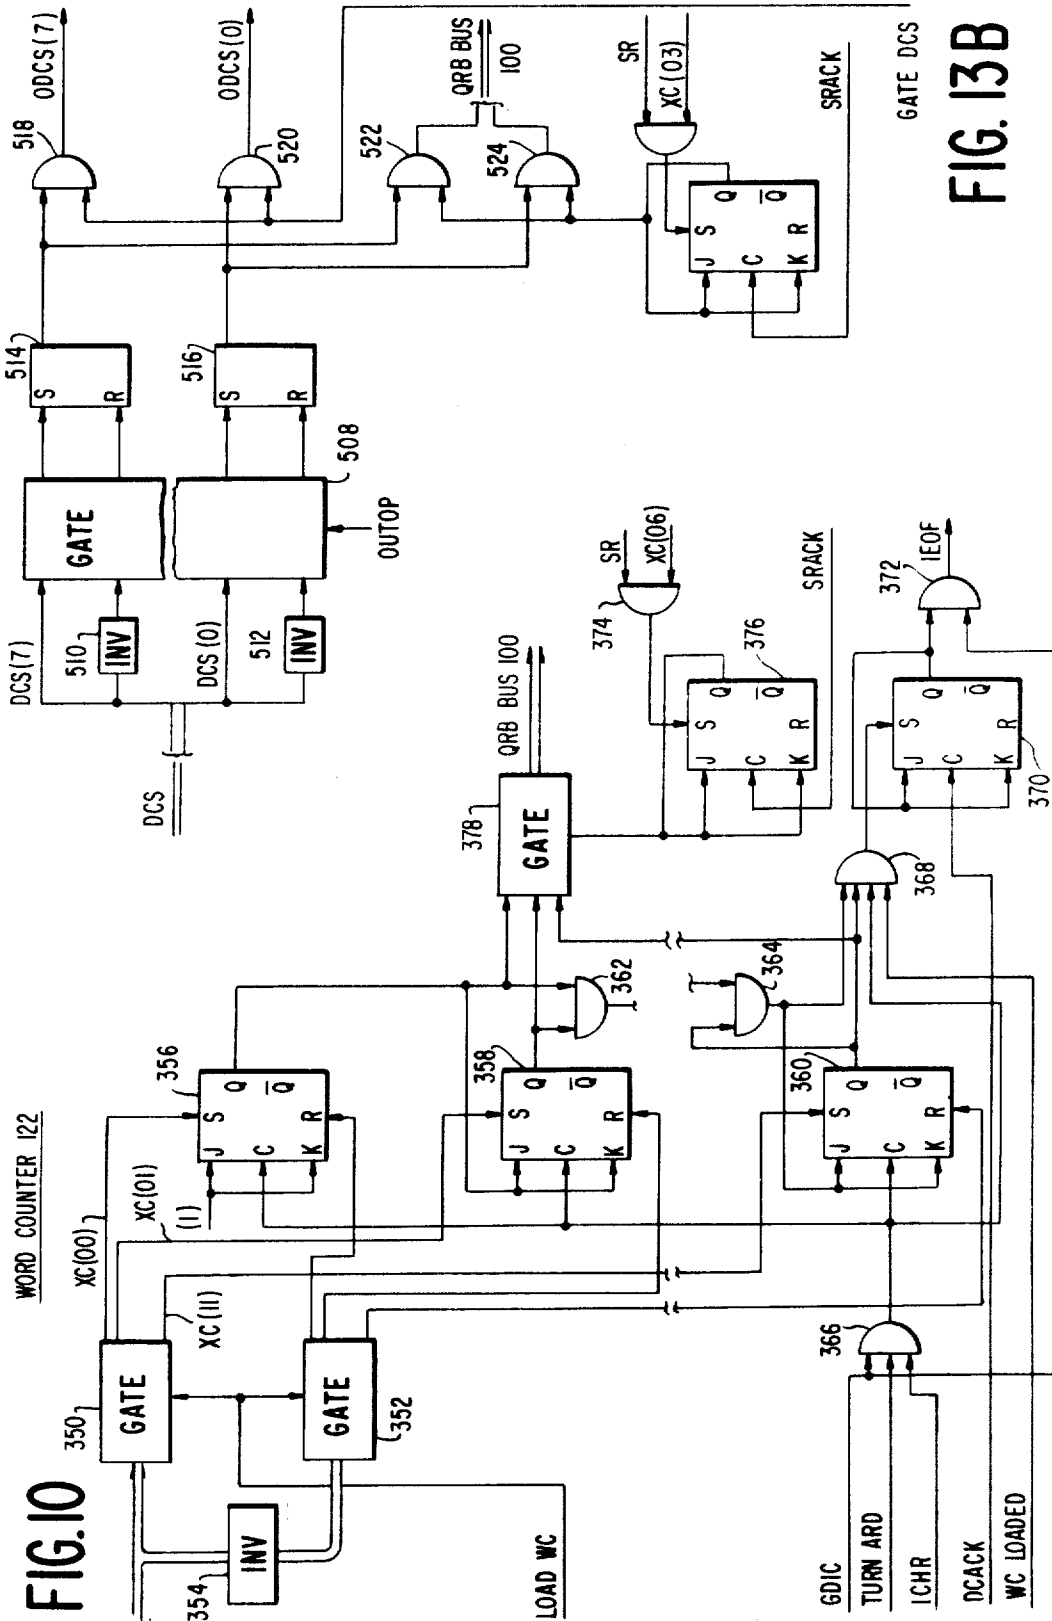 FIG. 10
WORD COUNTER 122
350
GATE
XC(00)
XC(01)
XC(11)
(1)
354
INV
GATE
352
LOAD WC
356
J
S
Q
C
Q
K
R
358
J
S
Q
C
Q
K
R
360
J
S
Q
C
Q
K
R
362
364
366
GDIC
TURN ARD
ICHR
DCACK
WC LOADED
368
378
GATE
QRB BUS 100
SR
XC(06)
374
376
J
S
Q
C
Q
K
R
SRACK
J
S
Q
C
Q
K
R
370
372
IEOF
FIG. 13B
DCS
DCS(7)
510
INV
DCS(0)
512
INV
GATE
508
OUTOP
514
S
R
516
S
R
518
ODCS(7)
520
ODCS(0)
522
524
QRB BUS
100
SR
XC(03)
J
S
Q
C
Q
K
R
SRACK
GATE DCS